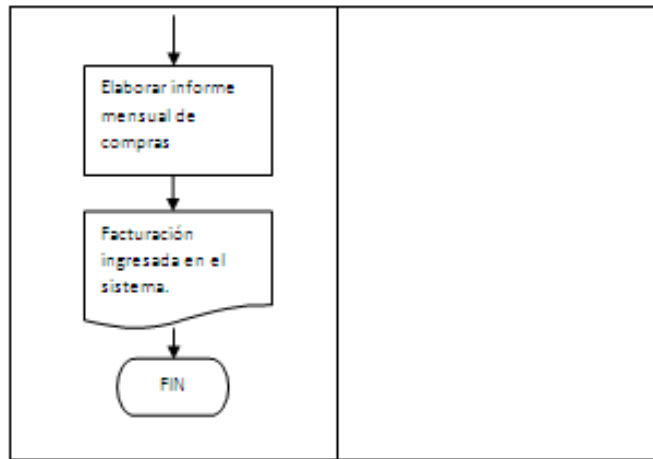 Elaborar informe
mensual de
compras
Facturación
ingresada en el
sistema.
FIN